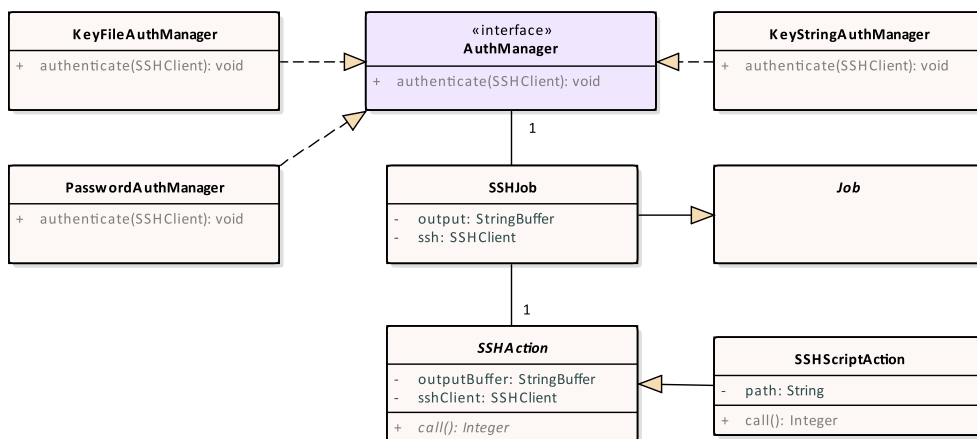 KeyFileAuthManager
+ authenticate(SSHClient): void
«interface»
AuthManager
+ authenticate(SSHClient): void
KeyStringAuthManager
+ authenticate(SSHClient): void
1
PasswordAuthManager
+ authenticate(SSHClient): void
SSHJob
- output: StringBuffer
- ssh: SSHClient
Job
1
SSHAction
- outputBuffer: StringBuffer
- sshClient: SSHClient
+ call(): Integer
SSHScriptAction
- path: String
+ call(): Integer